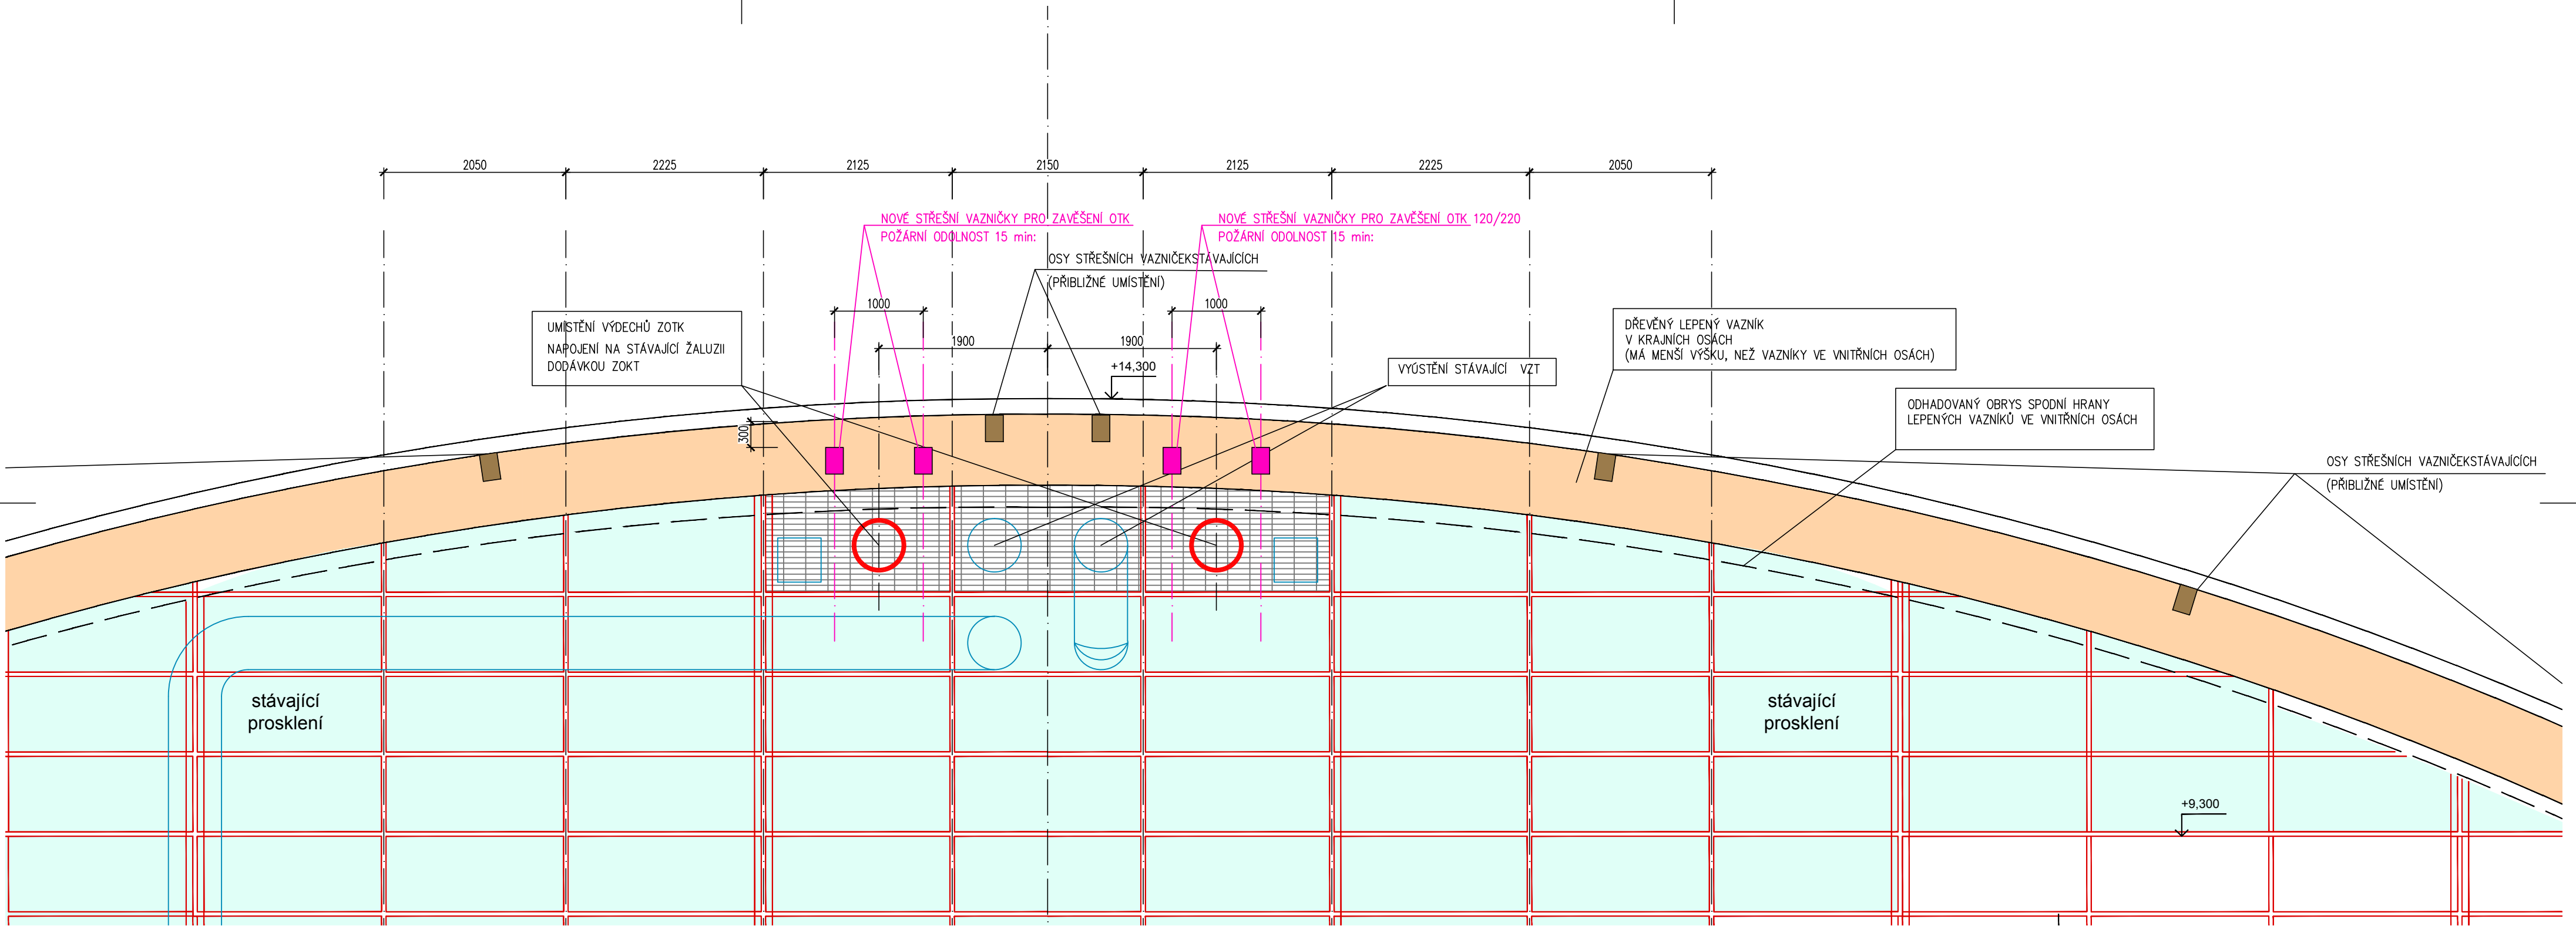 2050
2225
2125
2150
2125
2225
2050
NOVÉ STŘEŠNÍ VAZNIČKY PRO ZAVĚŠENÍ OTK
POŽÁRNÍ ODOLNOST 15 min:
NOVÉ STŘEŠNÍ VAZNIČKY PRO ZAVĚŠENÍ OTK 120/220
POŽÁRNÍ ODOLNOST 15 min:
OSY STŘEŠNÍCH VAZNIČEKSTÁVAJÍCÍCH
(PŘIBLIŽNÉ UMÍSTĚNÍ)
1000
1000
1900
1900
+14,300
300
UMÍSTĚNÍ VÝDECHŮ ZOTK
NAPOJENÍ NA STÁVAJÍCÍ ŽALUZII
DODÁVKOU ZOKT
VYÚSTĚNÍ STÁVAJÍCÍ VZT
DŘEVĚNÝ LEPENÝ VAZNÍK
V KRAJNÍCH OSÁCH
(MÁ MENŠÍ VÝŠKU, NEŽ VAZNÍKY VE VNITŘNÍCH OSÁCH)
ODHADOVANÝ OBRYS SPODNÍ HRANY
LEPENÝCH VAZNÍKŮ VE VNITŘNÍCH OSÁCH
OSY STŘEŠNÍCH VAZNIČEKSTÁVAJÍCÍCH
(PŘIBLIŽNÉ UMÍSTĚNÍ)
stávající
prosklení
stávající
prosklení
+9,300